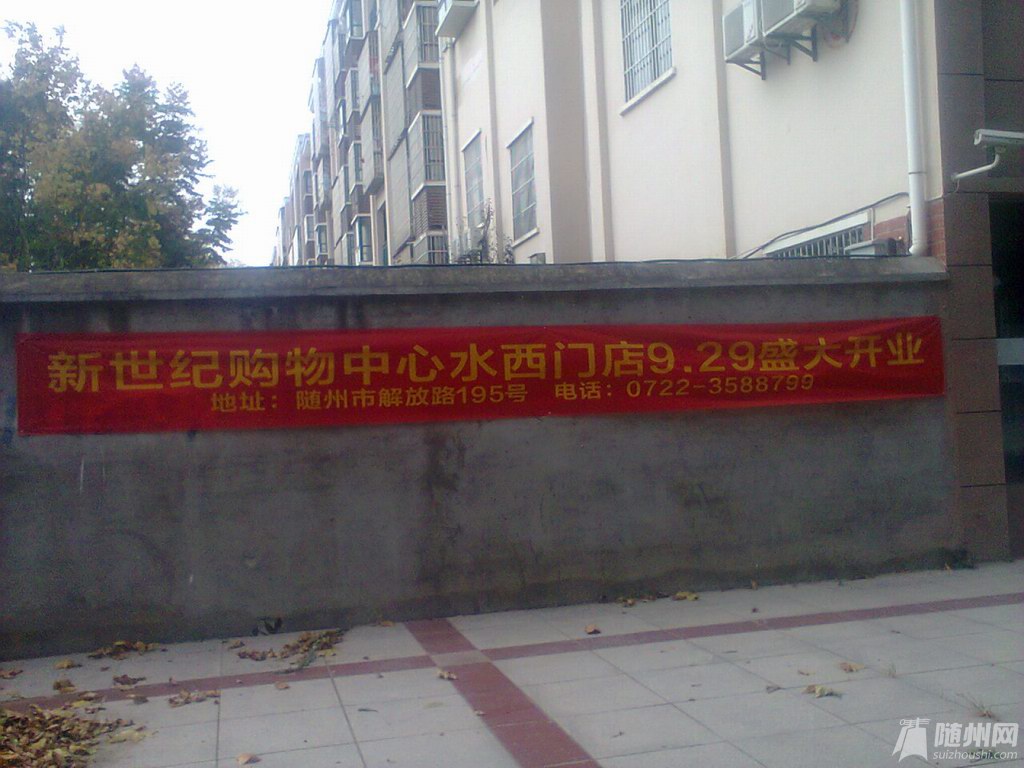 新世纪购物中心水西门店9.29盛大开业
地址：随州市解放路195号 电话：0722-3588799
随州网
suizhoushi.com